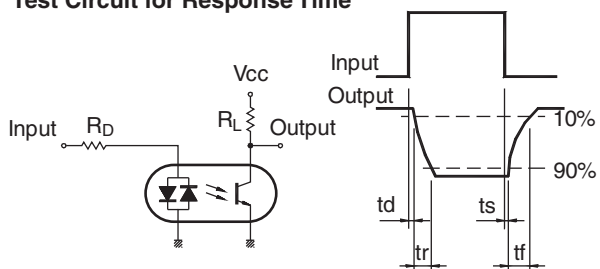 Test Circuit for Response Time
Input
RD
Vcc
RL
Output
Input
Output
10%
90%
td
ts
tr
tf